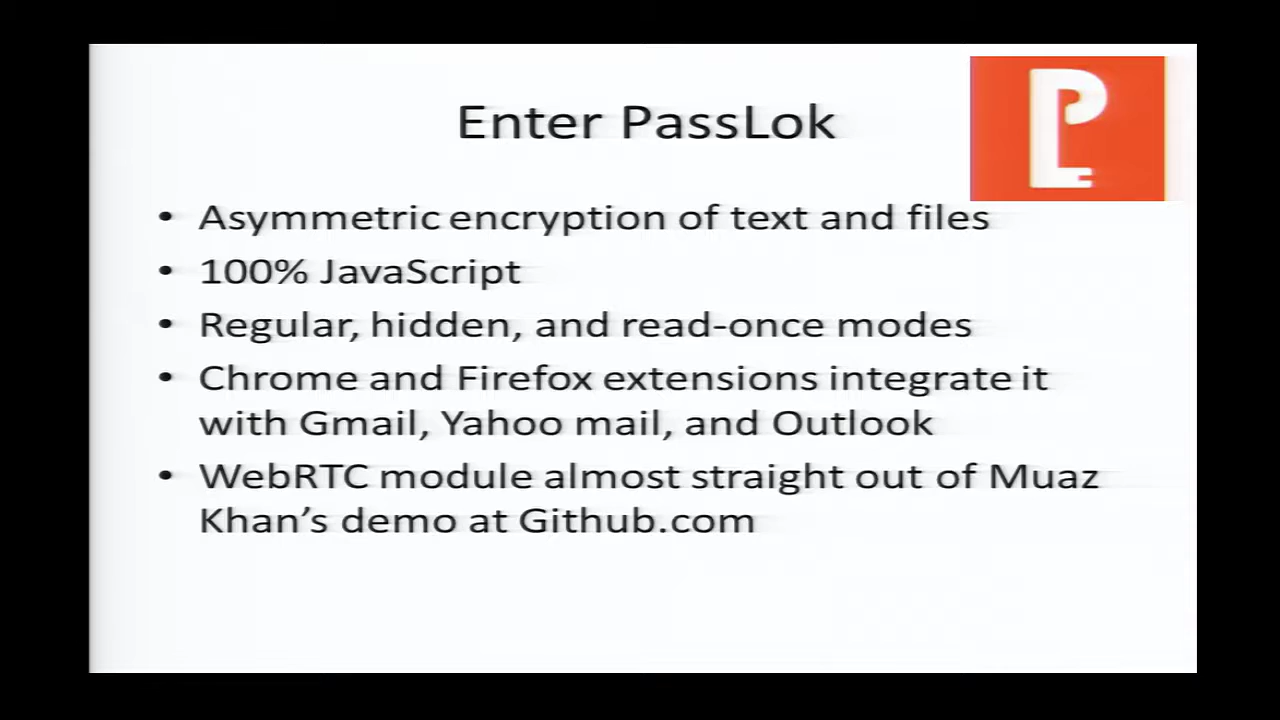 Enter PassLok
PL
• Asymmetric encryption of text and files
• 100% JavaScript
• Regular, hidden, and read-once modes
• Chrome and Firefox extensions integrate it
with Gmail, Yahoo mail, and Outlook
• WebRTC module almost straight out of Muaz
Khan’s demo at Github.com